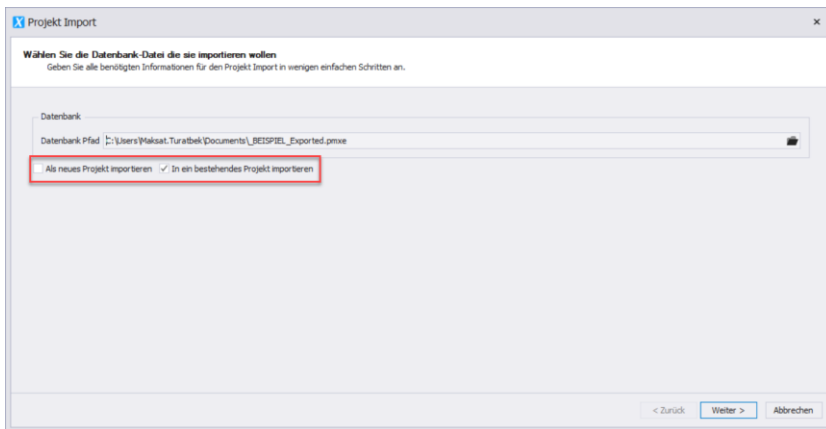 Projekt Import
Wählen Sie die Datenbank-Datei die sie importieren wollen
Geben Sie alle benötigten Informationen für den Projekt Import in wenigen einfachen Schritten an.
Datenbank
Datenbank Pfad C:\Users\Maksat.Turatbek\Documents\_BEISPIEL_Exported.pmxe
Als neues Projekt importieren In ein bestehendes Projekt importieren
< Zurück Weiter > Abbrechen